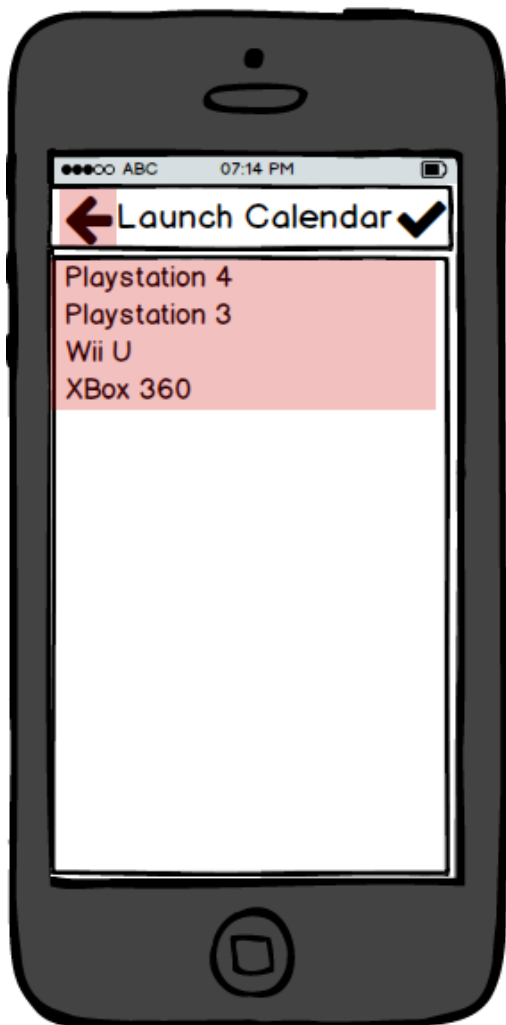 ABC 07:14 PM
Launch Calendar
Playstation 4
Playstation 3
Wii U
XBox 360